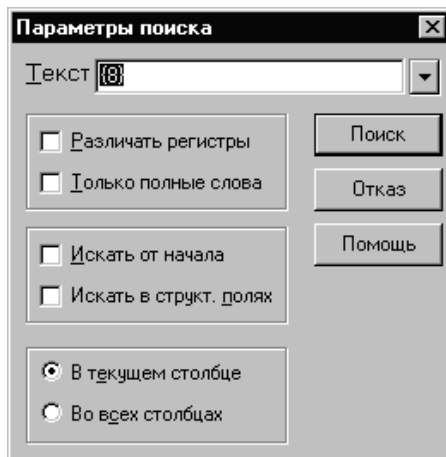 Параметры поиска
Текст {8}
Различать регистры
Поиск
Только полные слова
Отказ
Помощь
Искать от начала
Искать в структ. полях
В текущем столбце
Во всех столбцах